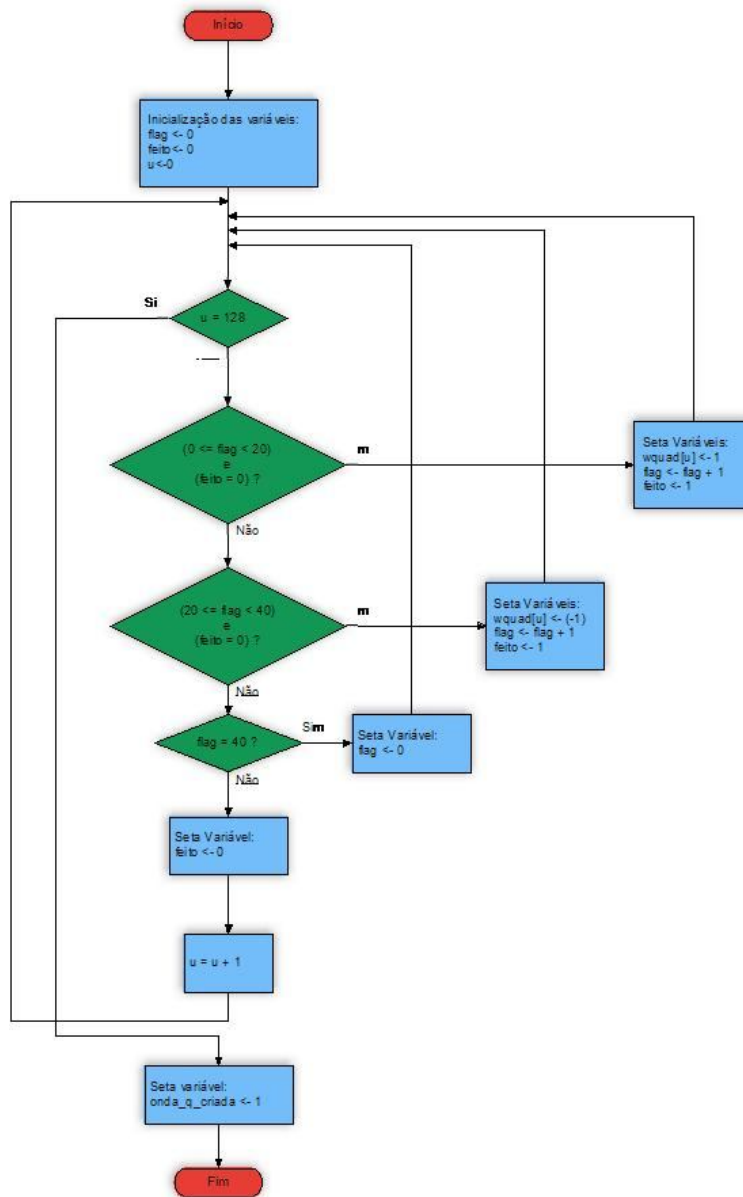 Início
Inicialização das variáveis:
flag <- 0
feito<- 0
u<-0
Si
u = 128
(0 <= flag < 20)
e
(feito = 0) ?
m
Seta Variáveis:
wquad[u] <- 1
flag <- flag + 1
feito <- 1
Não
(20 <= flag < 40)
e
(feito = 0) ?
m
Seta Variáveis:
wquad[u] <- (-1)
flag <- flag + 1
feito <- 1
Não
flag = 40 ?
Sim
Seta Variável:
flag <- 0
Não
Seta Variável:
feito <- 0
u = u + 1
Seta variável:
onda_q_criada <- 1
Fim